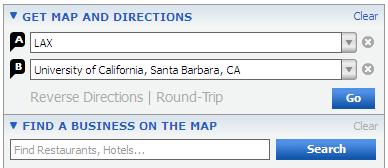 GET MAP AND DIRECTIONS Clear
A LAX
B University of California, Santa Barbara, CA
Reverse Directions | Round-Trip Go
FIND A BUSINESS ON THE MAP Clear
Find Restaurants, Hotels... Search